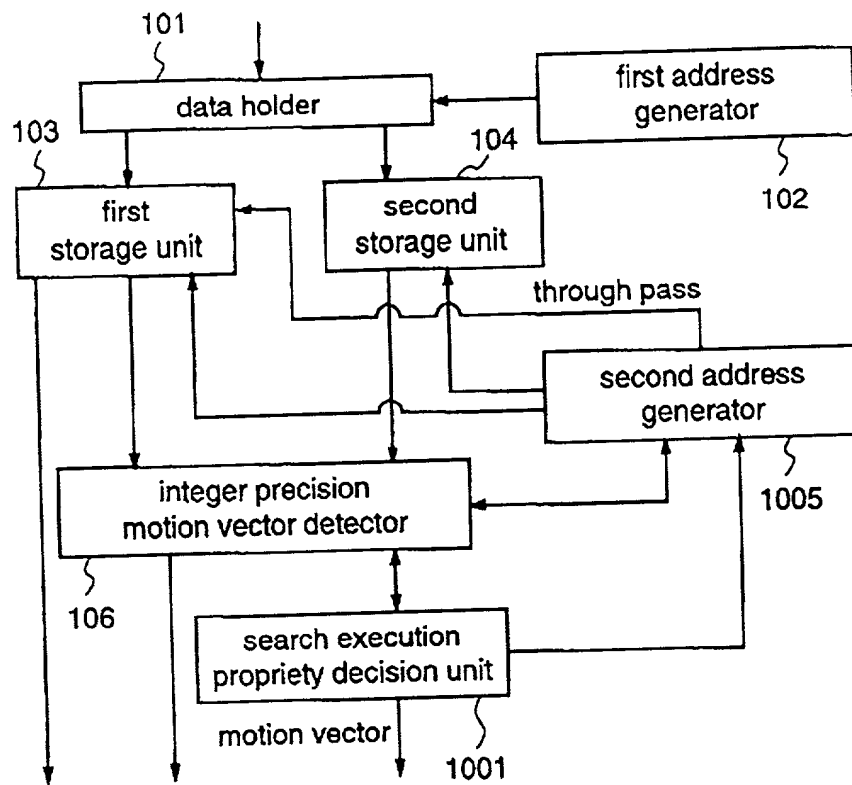 101
data holder
first address
generator
102
103
first
storage unit
104
second
storage unit
through pass
second address
generator
1005
integer precision
motion vector detector
106
search execution
propriety decision unit
motion vector
1001